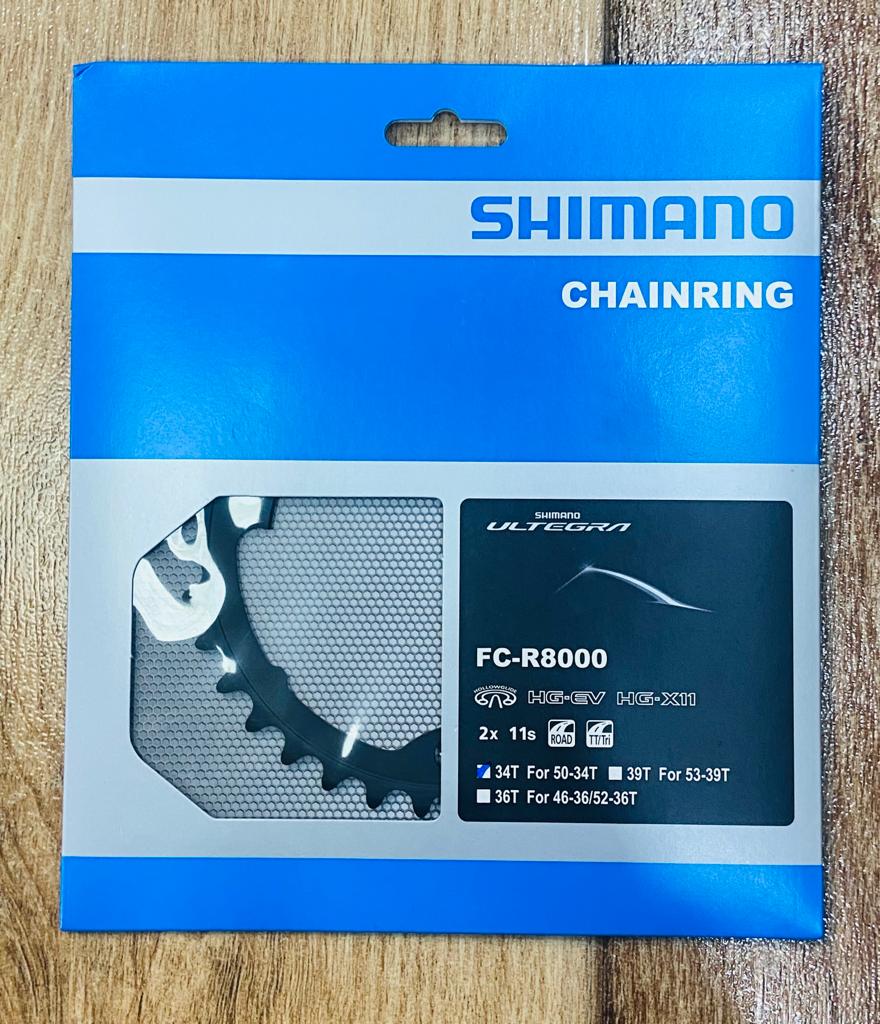 SHIMANO
CHAINRING
SHIMANO
ULTEGRA
FC-R8000
HOLLOWGLIDE HG-EV HG-X11
2x 11s ROAD TT/Tri
34T For 50-34T 39T For 53-39T
36T For 46-36/52-36T